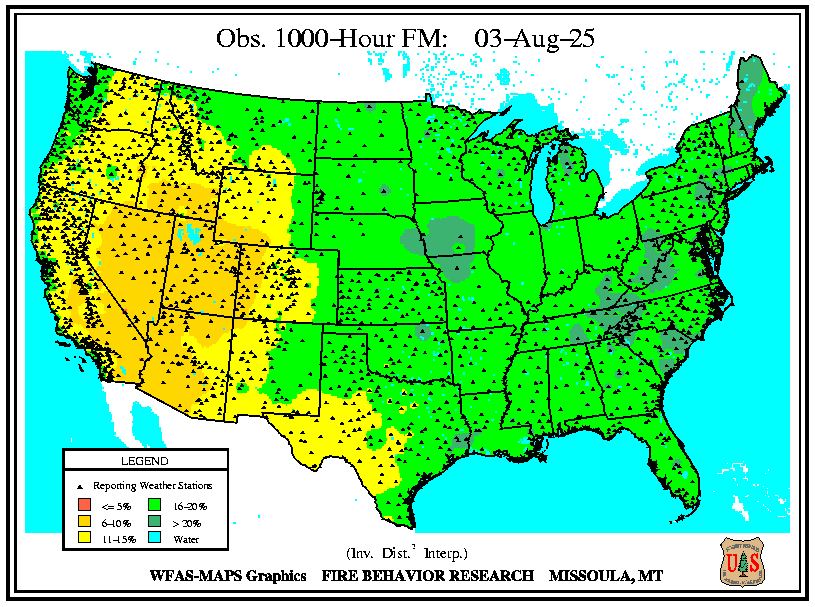 Obs. 1000-Hour FM: 03-Aug-25
LEGEND
Reporting Weather Stations
<= 5% 16-20%
6-10% > 20%
11-15% Water
(Inv. Dist.² Interp.)
WFAS-MAPS Graphics FIRE BEHAVIOR RESEARCH MISSOULA, MT
U S